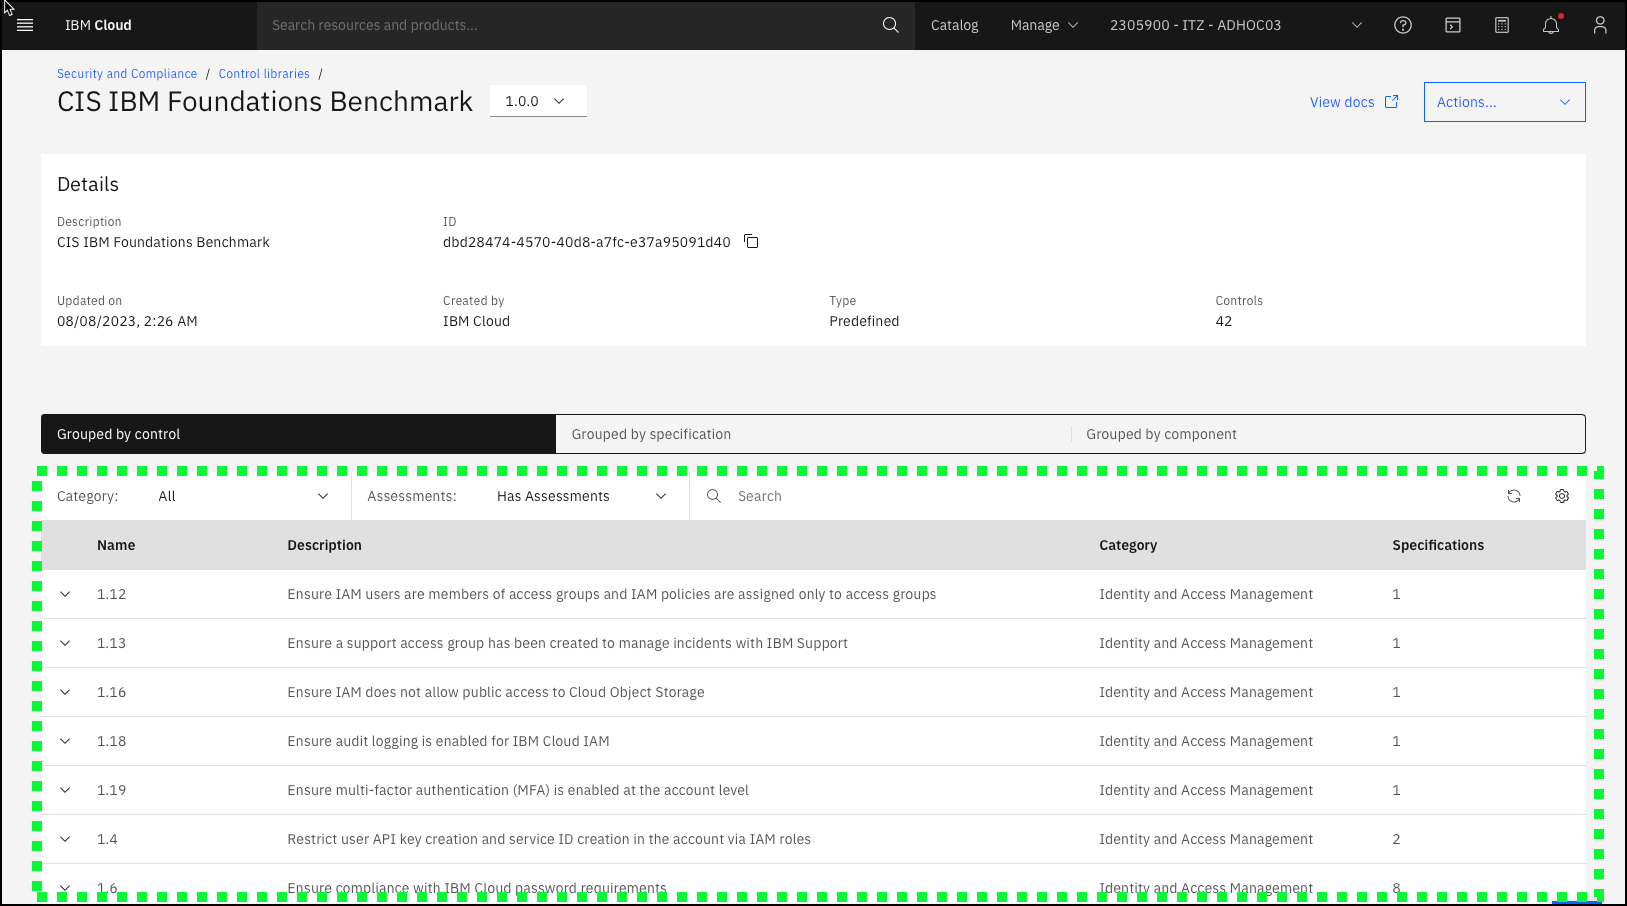 IBM Cloud
Search resources and products...
Catalog
Manage
2305900 - ITZ - ADHOC03
Security and Compliance / Control libraries /
CIS IBM Foundations Benchmark
1.0.0
View docs
Actions...
Details
Description
CIS IBM Foundations Benchmark
ID
dbd28474-4570-40d8-a7fc-e37a95091d40
Updated on
08/08/2023, 2:26 AM
Created by
IBM Cloud
Type
Predefined
Controls
42
Grouped by control
Grouped by specification
Grouped by component
Category: All
Assessments: Has Assessments
Search
Name Description Category Specifications
1.12 Ensure IAM users are members of access groups and IAM policies are assigned only to access groups Identity and Access Management 1
1.13 Ensure a support access group has been created to manage incidents with IBM Support Identity and Access Management 1
1.16 Ensure IAM does not allow public access to Cloud Object Storage Identity and Access Management 1
1.18 Ensure audit logging is enabled for IBM Cloud IAM Identity and Access Management 1
1.19 Ensure multi-factor authentication (MFA) is enabled at the account level Identity and Access Management 1
1.4 Restrict user API key creation and service ID creation in the account via IAM roles Identity and Access Management 2
1.6 Ensure compliance with IBM Cloud password requirements Identity and Access Management 8